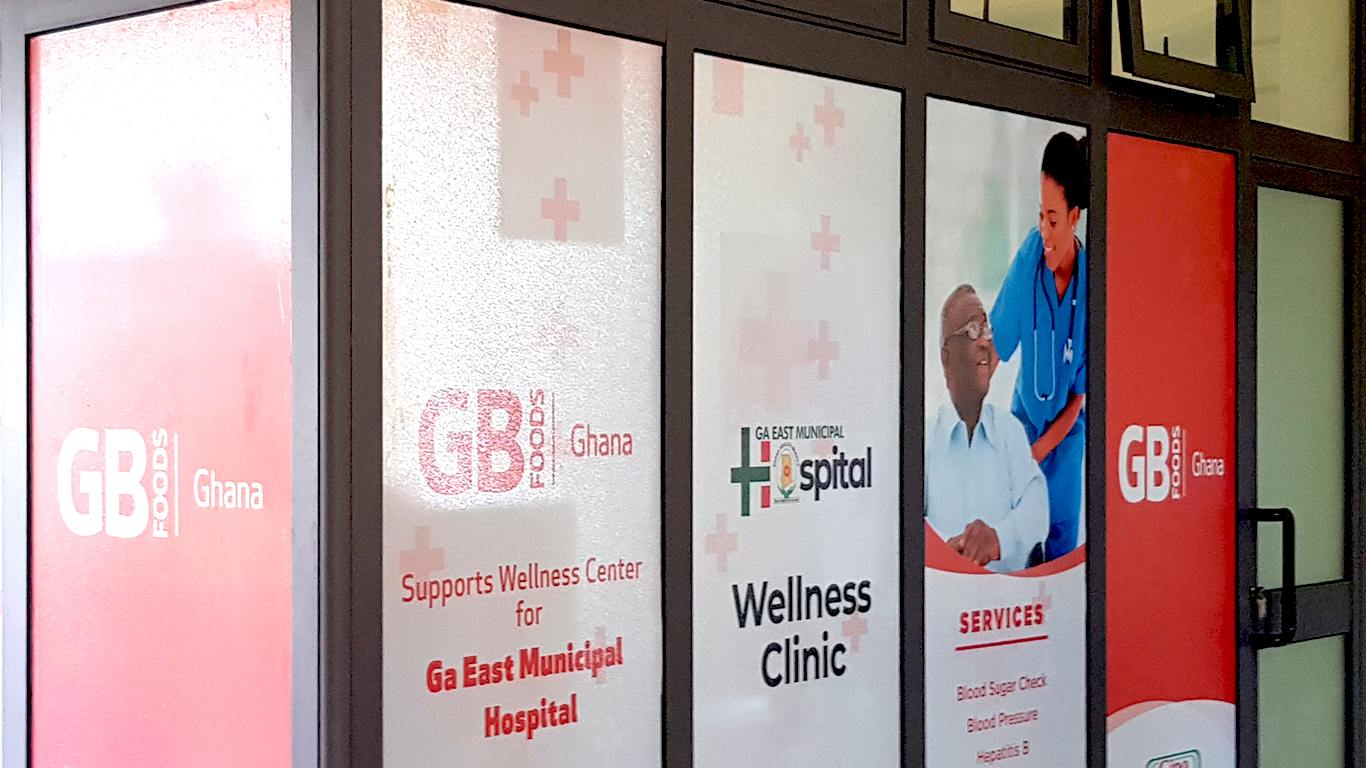 GB FOODS Ghana
GB FOODS Ghana
Supports Wellness Center
for
Ga East Municipal
Hospital
GA EAST MUNICIPAL
Hospital
Wellness
Clinic
SERVICES
Blood Sugar Check
Blood Pressure
Hepatitis B
GB FOODS Ghana